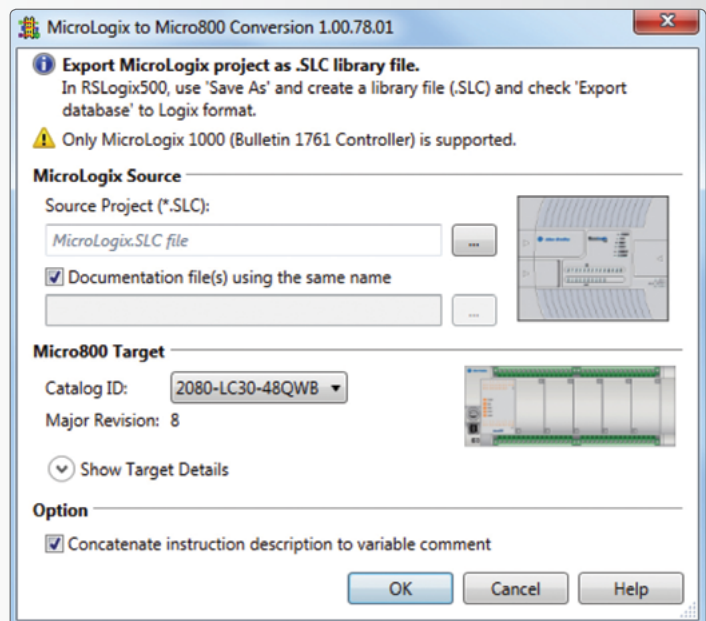 MicroLogix to Micro800 Conversion 1.00.78.01
Export MicroLogix project as .SLC library file.
In RSLogix500, use 'Save As' and create a library file (.SLC) and check 'Export
database' to Logix format.
Only MicroLogix 1000 (Bulletin 1761 Controller) is supported.
MicroLogix Source
Source Project (*.SLC):
MicroLogix.SLC file
...
Documentation file(s) using the same name
...
Micro800 Target
Catalog ID: 2080-LC30-48QWB
Major Revision: 8
Show Target Details
Option
Concatenate instruction description to variable comment
OK Cancel Help